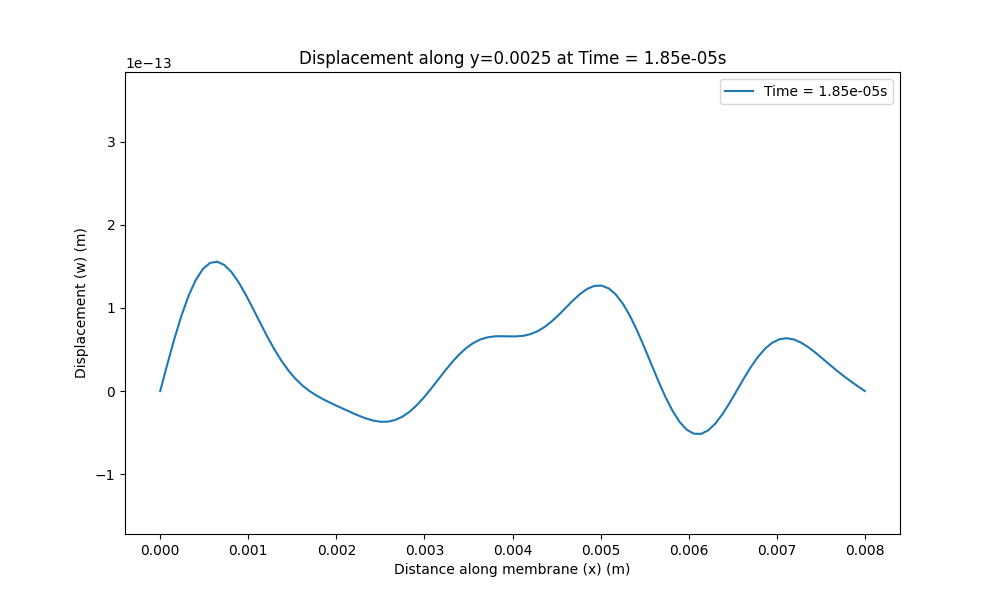 Displacement along y=0.0025 at Time = 1.85e-05s
1e−13
Time = 1.85e-05s
3
2
1
0
−1
Displacement (w) (m)
0.000 0.001 0.002 0.003 0.004 0.005 0.006 0.007 0.008
Distance along membrane (x) (m)